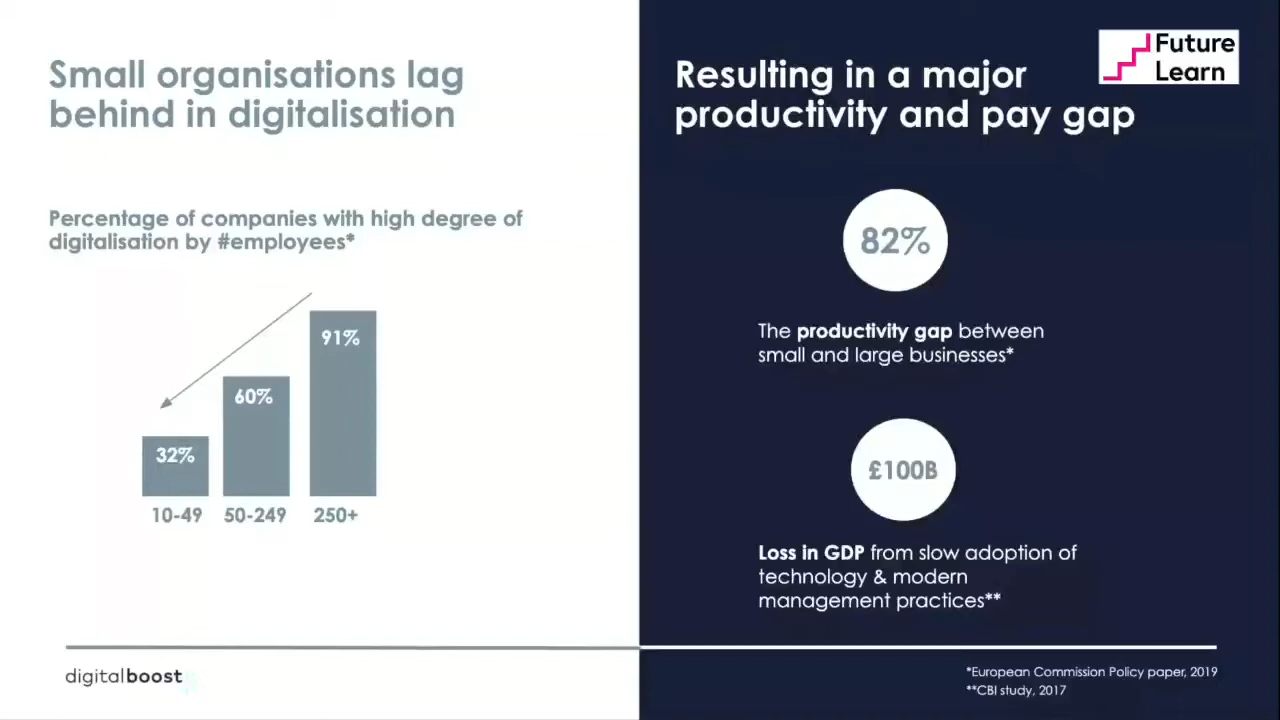 Small organisations lag
behind in digitalisation
Percentage of companies with high degree of
digitalisation by #employees*
91%
60%
32%
10-49 50-249 250+
digitalboost
Future
Learn
Resulting in a major
productivity and pay gap
82%
The productivity gap between
small and large businesses*
£100B
Loss in GDP from slow adoption of
technology & modern
management practices**
*European Commission Policy paper, 2019
**CBI study, 2017